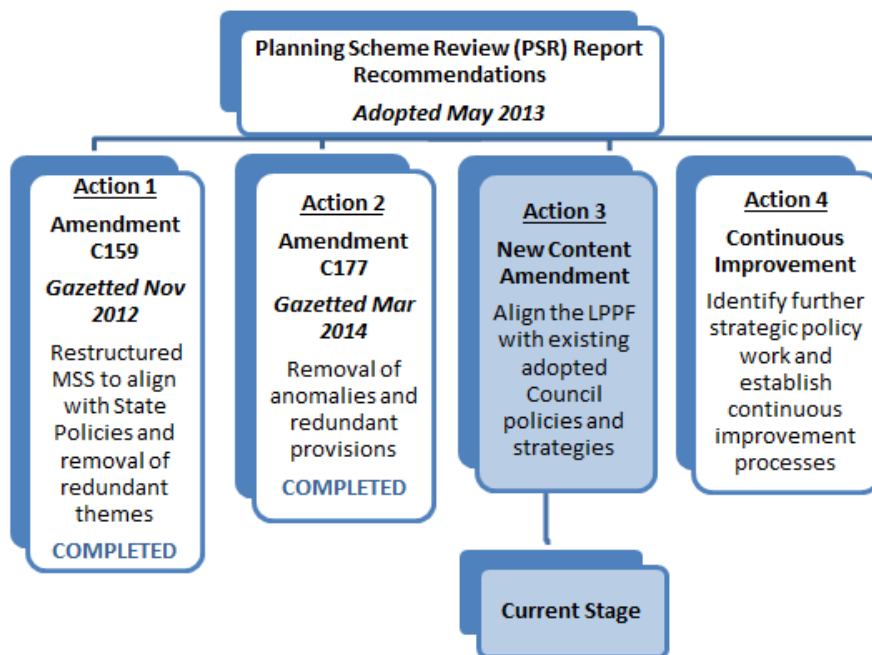 Planning Scheme Review (PSR) Report
Recommendations
Adopted May 2013
Action 1
Amendment
C159
Gazetted Nov
2012
Restructured
MSS to align
with State
Policies and
removal of
redundant
themes
COMPLETED
Action 2
Amendment
C177
Gazetted Mar
2014
Removal of
anomalies and
redundant
provisions
COMPLETED
Action 3
New Content
Amendment
Align the LPPF
with existing
adopted
Council
policies and
strategies
Action 4
Continuous
Improvement
Identify further
strategic policy
work and
establish
continuous
improvement
processes
Current Stage